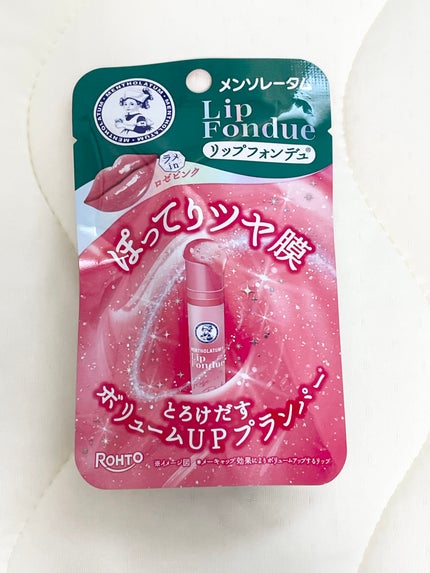 メンソレータム
MENTHOLATUM・MENTHOLATUM・MENTHOLATUM
Lip
Fondue
リップフォンデュ®
ラメ
in
ロゼピンク
ぽってりツヤ膜
MENTHOLATUM
Lip
Fondue
とろけだす
ボリュームUPプランパー
ROHTO
※イメージ図 ※メーキャップ効果によりボリュームアップするリップ